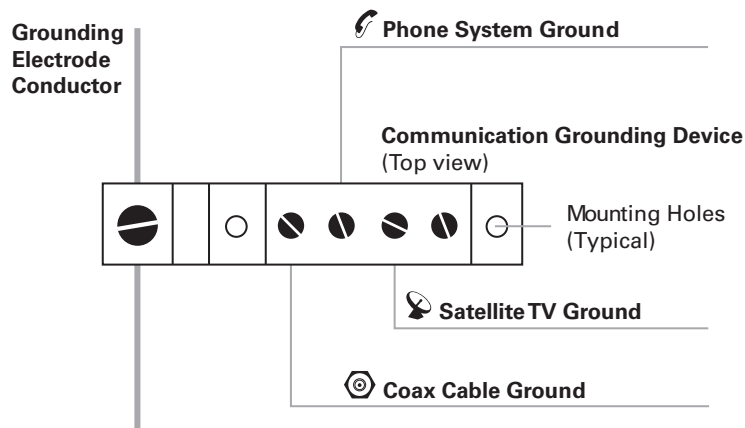 Grounding
Electrode
Conductor
Phone System Ground
Communication Grounding Device
(Top view)
Mounting Holes
(Typical)
Satellite TV Ground
Coax Cable Ground